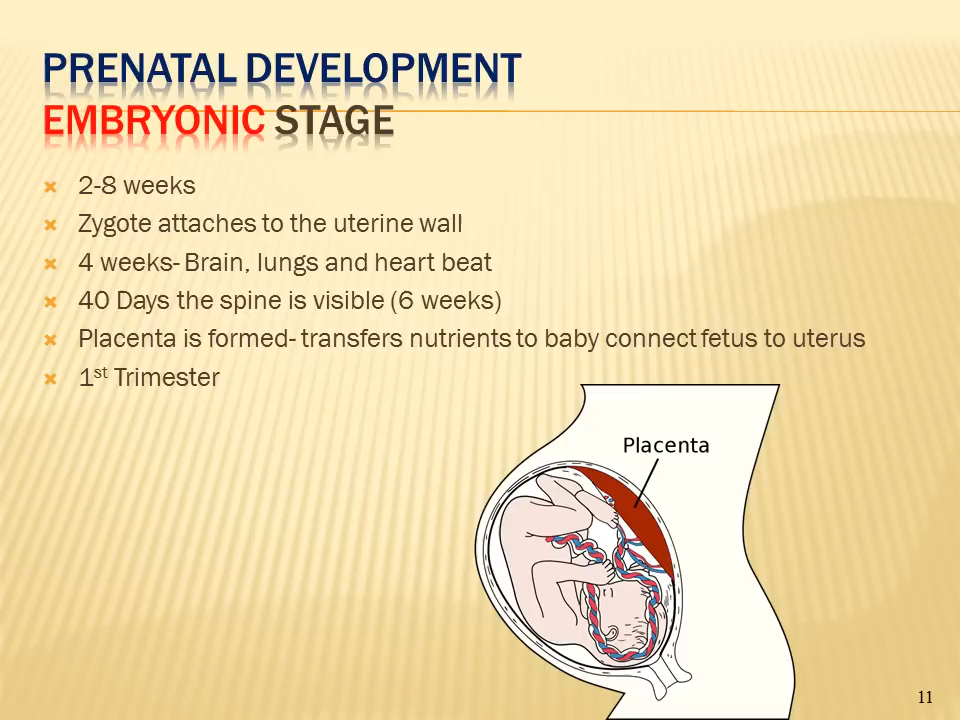 PRENATAL DEVELOPMENT
EMBRYONIC STAGE
2-8 weeks
Zygote attaches to the uterine wall
4 weeks- Brain, lungs and heart beat
40 Days the spine is visible (6 weeks)
Placenta is formed- transfers nutrients to baby connect fetus to uterus
1st Trimester
Placenta
11